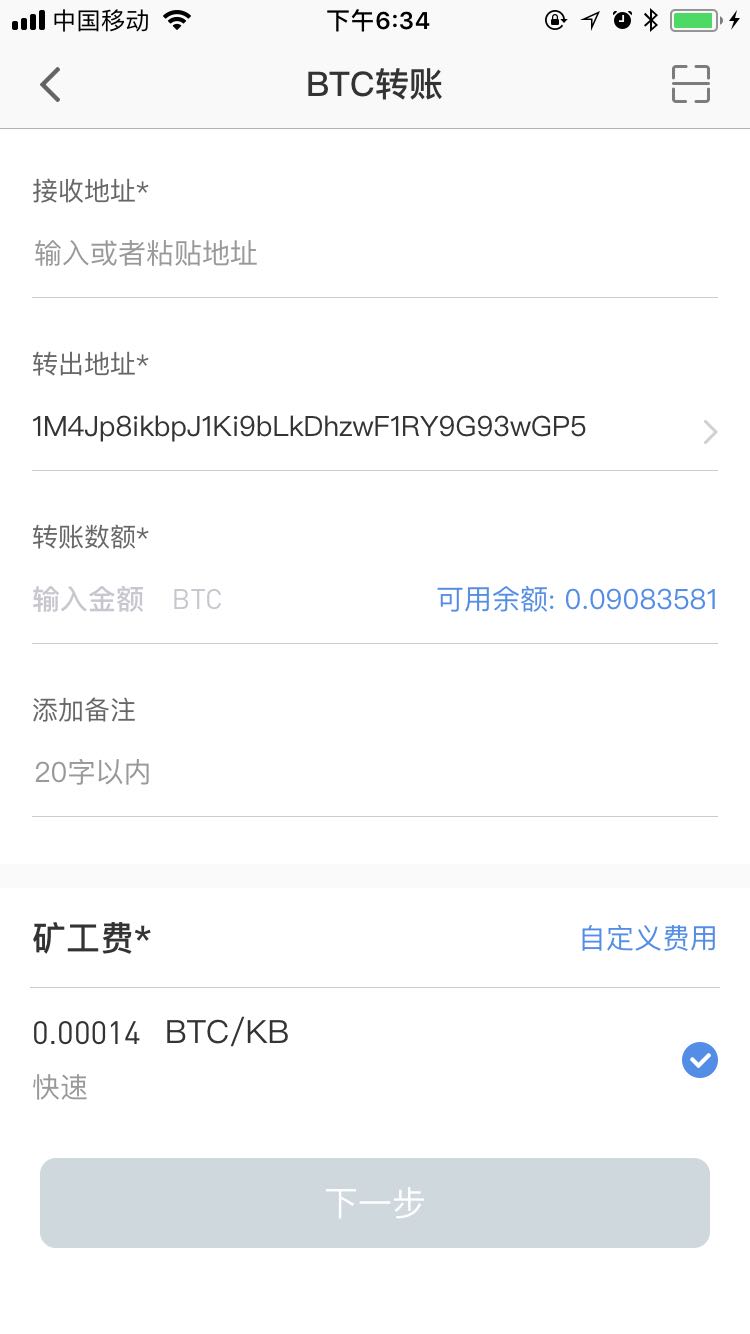 中国移动
下午6:34
BTC转账
接收地址*
输入或者粘贴地址
转出地址*
1M4Jp8ikbpJ1Ki9bLkDhzwF1RY9G93wGP5
转账数额*
输入金额 BTC 可用余额: 0.09083581
添加备注
20字以内
矿工费* 自定义费用
0.00014 BTC/KB
快速
下一步